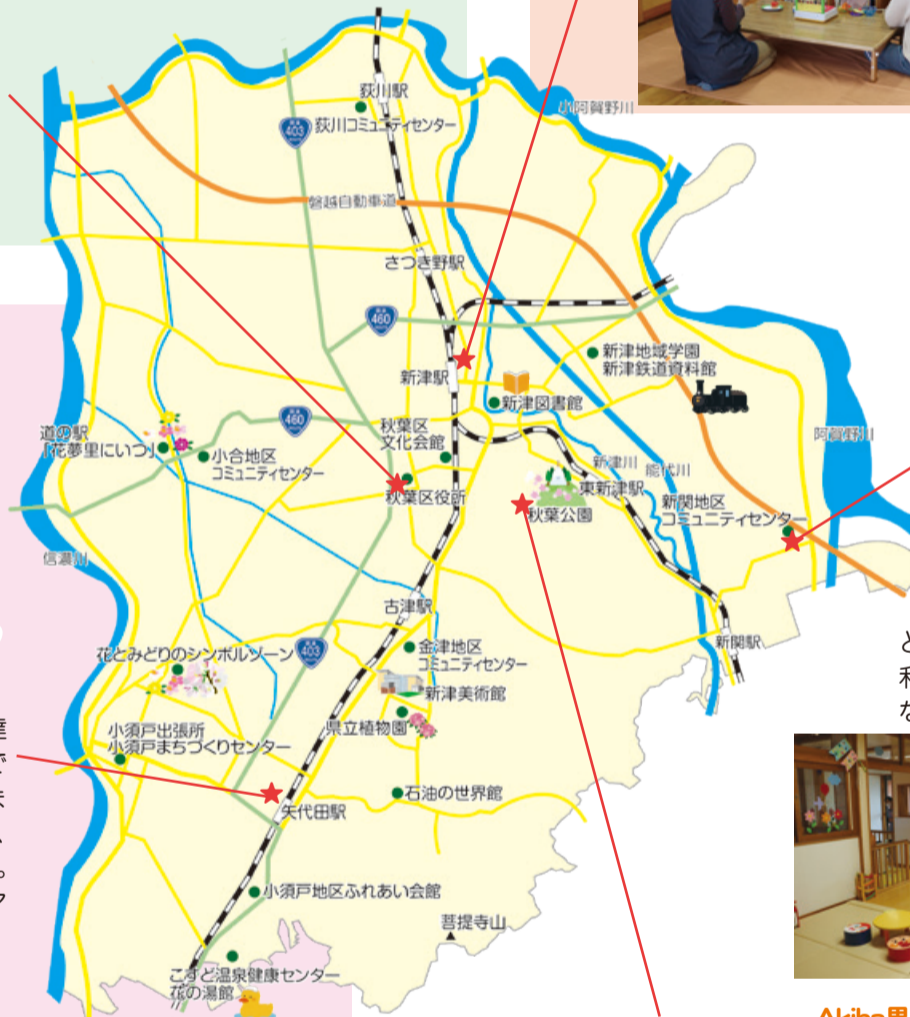 荻川駅
荻川コミュニティセンター
403
小阿賀野川
磐越自動車道
さつき野駅
460
新津駅
新津地域学園
新津鉄道資料館
新津図書館
460
秋葉区
文化会館
道の駅
「花夢里にいつ」
小合地区
コミュニティセンター
阿賀野川
新津川
能代川
秋葉区役所
東新津駅
秋葉公園
新関地区
コミュニティセンター
信濃川
古津駅
新関駅
花とみどりのシンボルゾーン
403
金津地区
コミュニティセンター
新津美術館
県立植物園
小須戸出張所
小須戸まちづくりセンター
石油の世界館
矢代田駅
小須戸地区ふれあい会館
菩提寺山
こすど温泉健康センター
花の湯館